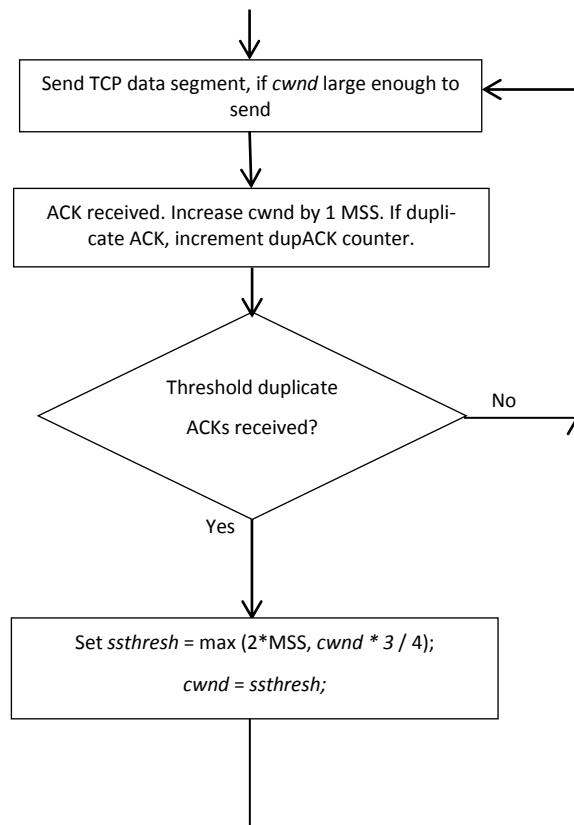 Send TCP data segment, if cwnd large enough to
send
ACK received. Increase cwnd by 1 MSS. If dupli-
cate ACK, increment dupACK counter.
Threshold duplicate
ACKs received?
No
Yes
Set ssthresh = max (2*MSS, cwnd * 3 / 4);
cwnd = ssthresh;